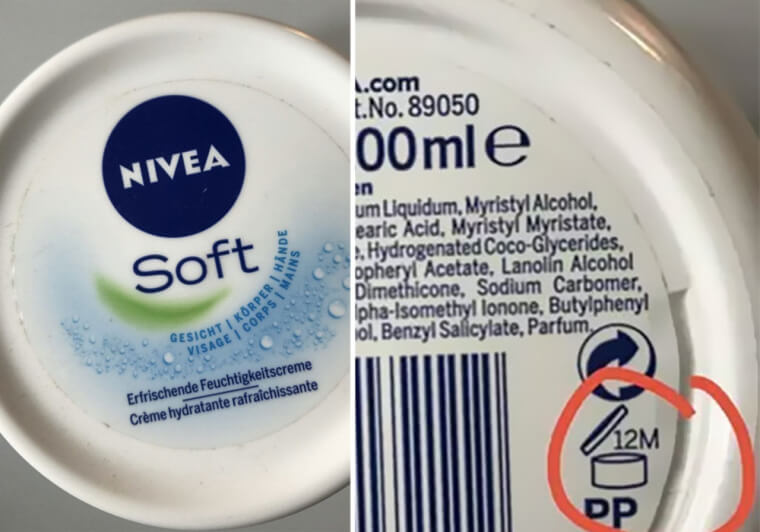 NIVEA
Soft
GESICHT | KÖRPER | HÄNDE
VISAGE | CORPS | MAINS
Erfrischende Feuchtigkeitscreme
Crème hydratante rafraîchissante
.com
t.No. 89050
00ml e
en
um Liquidum, Myristyl Alcohol,
earic Acid, Myristyl Myristate,
, Hydrogenated Coco-Glycerides,
opheryl Acetate, Lanolin Alcohol
Dimethicone, Sodium Carbomer,
lpha-Isomethyl Ionone, Butylphenyl
ol, Benzyl Salicylate, Parfum.
12M
PP